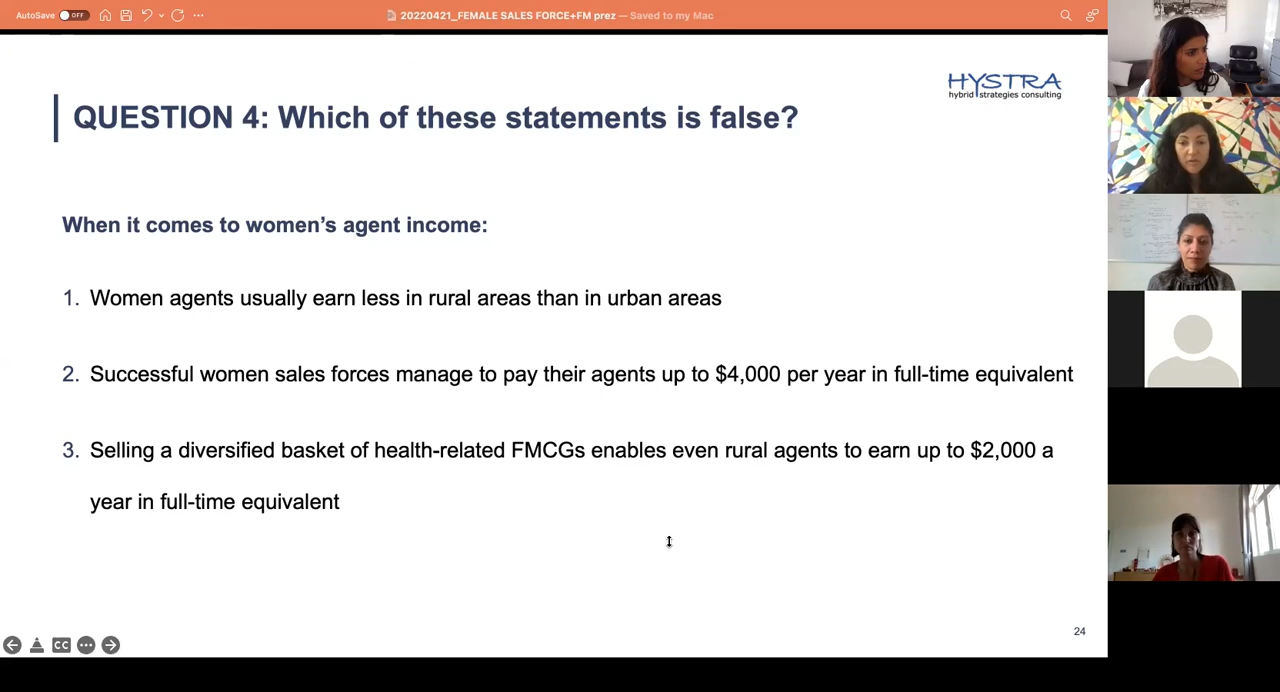 AutoSave OFF
20220421_FEMALE SALES FORCE+FM prez — Saved to my Mac
HYSTRA
hybrid strategies consulting
QUESTION 4: Which of these statements is false?
When it comes to women’s agent income:
1. Women agents usually earn less in rural areas than in urban areas
2. Successful women sales forces manage to pay their agents up to $4,000 per year in full-time equivalent
3. Selling a diversified basket of health-related FMCGs enables even rural agents to earn up to $2,000 a
year in full-time equivalent
24
CC